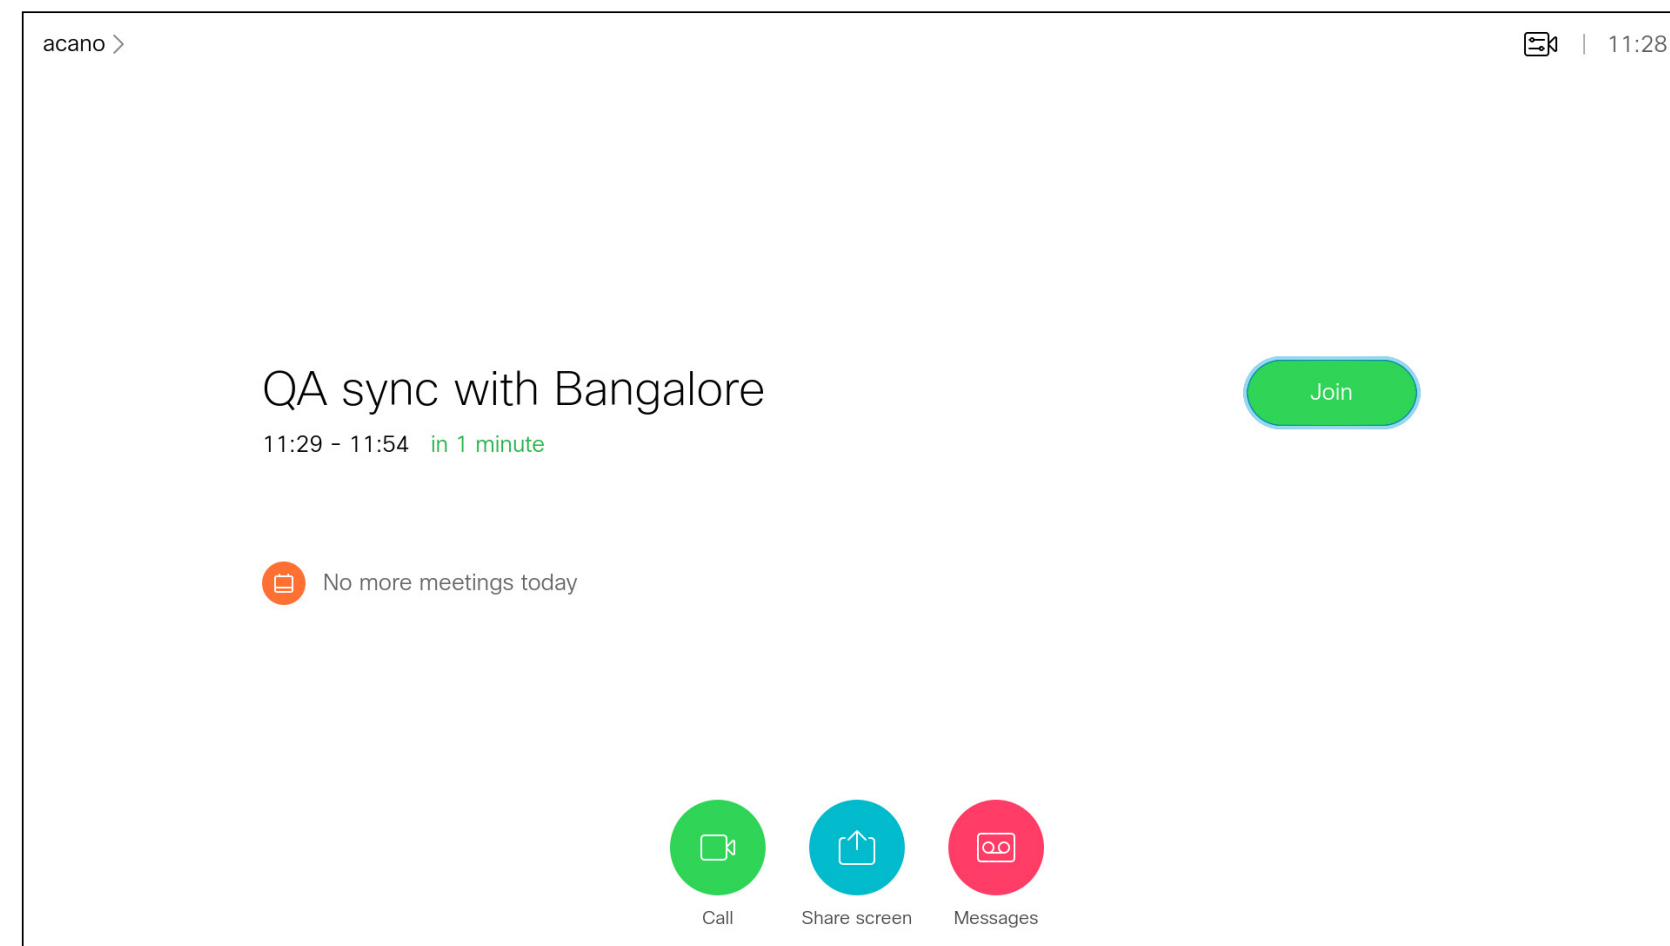 acano
11:28
QA sync with Bangalore
Join
11:29 - 11:54 in 1 minute
No more meetings today
Call Share screen Messages